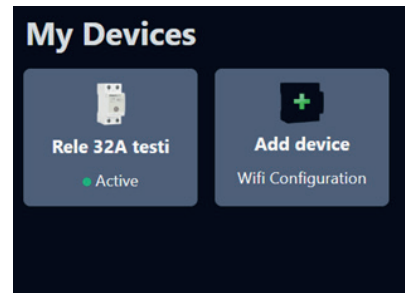 My Devices
Rele 32A testi
Active
Add device
Wifi Configuration